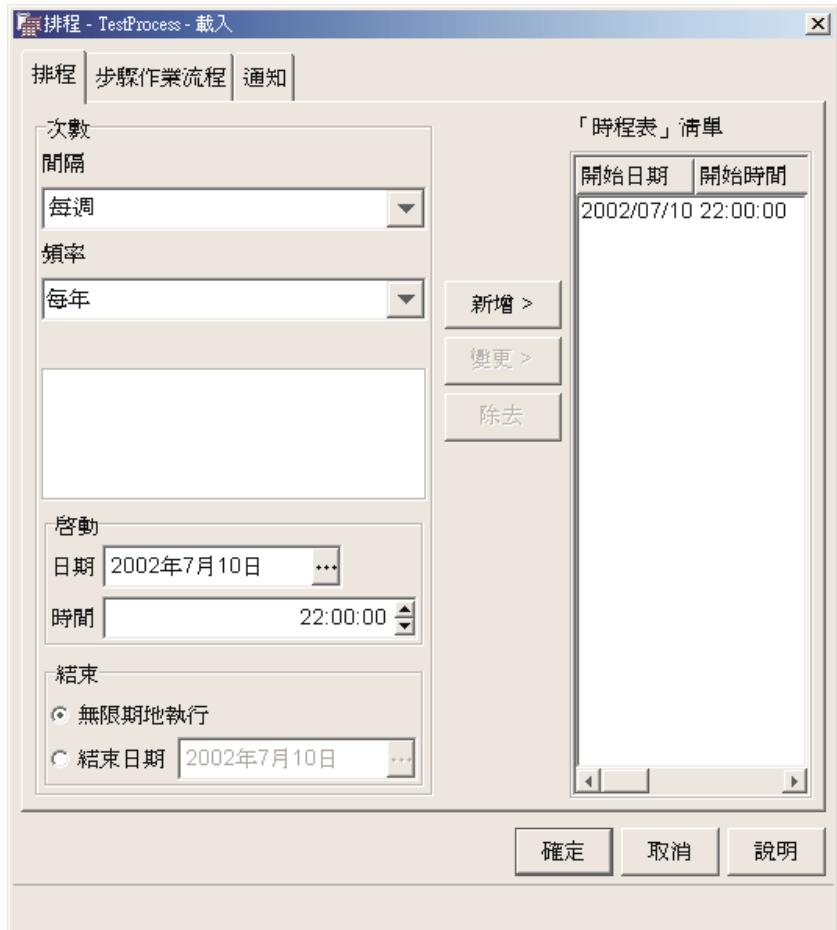 排程 - TestProcess - 載入
排程 步驟作業流程 通知
次數
間隔
每週
頻率
每年
啓動
日期 2002年7月10日 ...
時間 22:00:00
結束
無限期地執行
結束日期 2002年7月10日 ...
新增 >
變更 >
除去
「時程表」清單
開始日期 開始時間
2002/07/10 22:00:00
確定 取消 說明